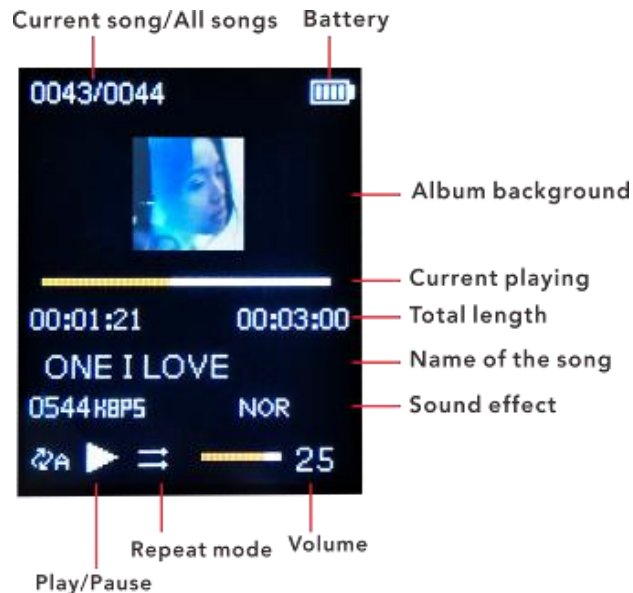 Current song/All songs Battery
0043/0044
Album background
Current playing
00:01:21 00:03:00 Total length
ONE I LOVE Name of the song
0544 KBPS NOR Sound effect
A 25
Repeat mode Volume
Play/Pause